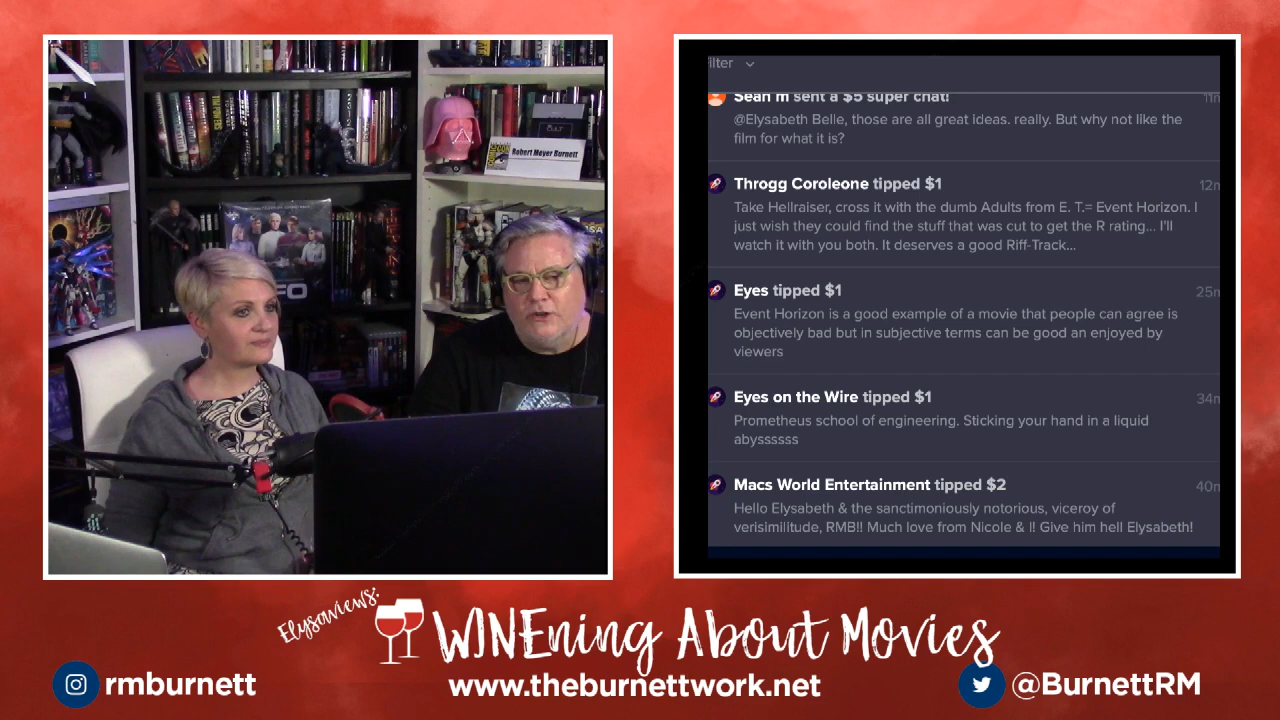 TIM POWERS
CULT
Robert Meyer Burnett
FO
ilter
Sean m sent a $5 super chat!
11m
@Elysabeth Belle, those are all great ideas. really. But why not like the
film for what it is?
Throgg Coroleone tipped $1
12m
Take Hellraiser, cross it with the dumb Adults from E. T.= Event Horizon. I
just wish they could find the stuff that was cut to get the R rating... I'll
watch it with you both. It deserves a good Riff-Track...
Eyes tipped $1
25m
Event Horizon is a good example of a movie that people can agree is
objectively bad but in subjective terms can be good an enjoyed by
viewers
Eyes on the Wire tipped $1
34m
Prometheus school of engineering. Sticking your hand in a liquid
abyssssss
Macs World Entertainment tipped $2
40m
Hello Elysabeth & the sanctimoniously notorious, viceroy of
verisimilitude, RMB!! Much love from Nicole & I! Give him hell Elysabeth!
Elysaviews:
WINEning About Movies
rmburnett
www.theburnettwork.net
@BurnettRM